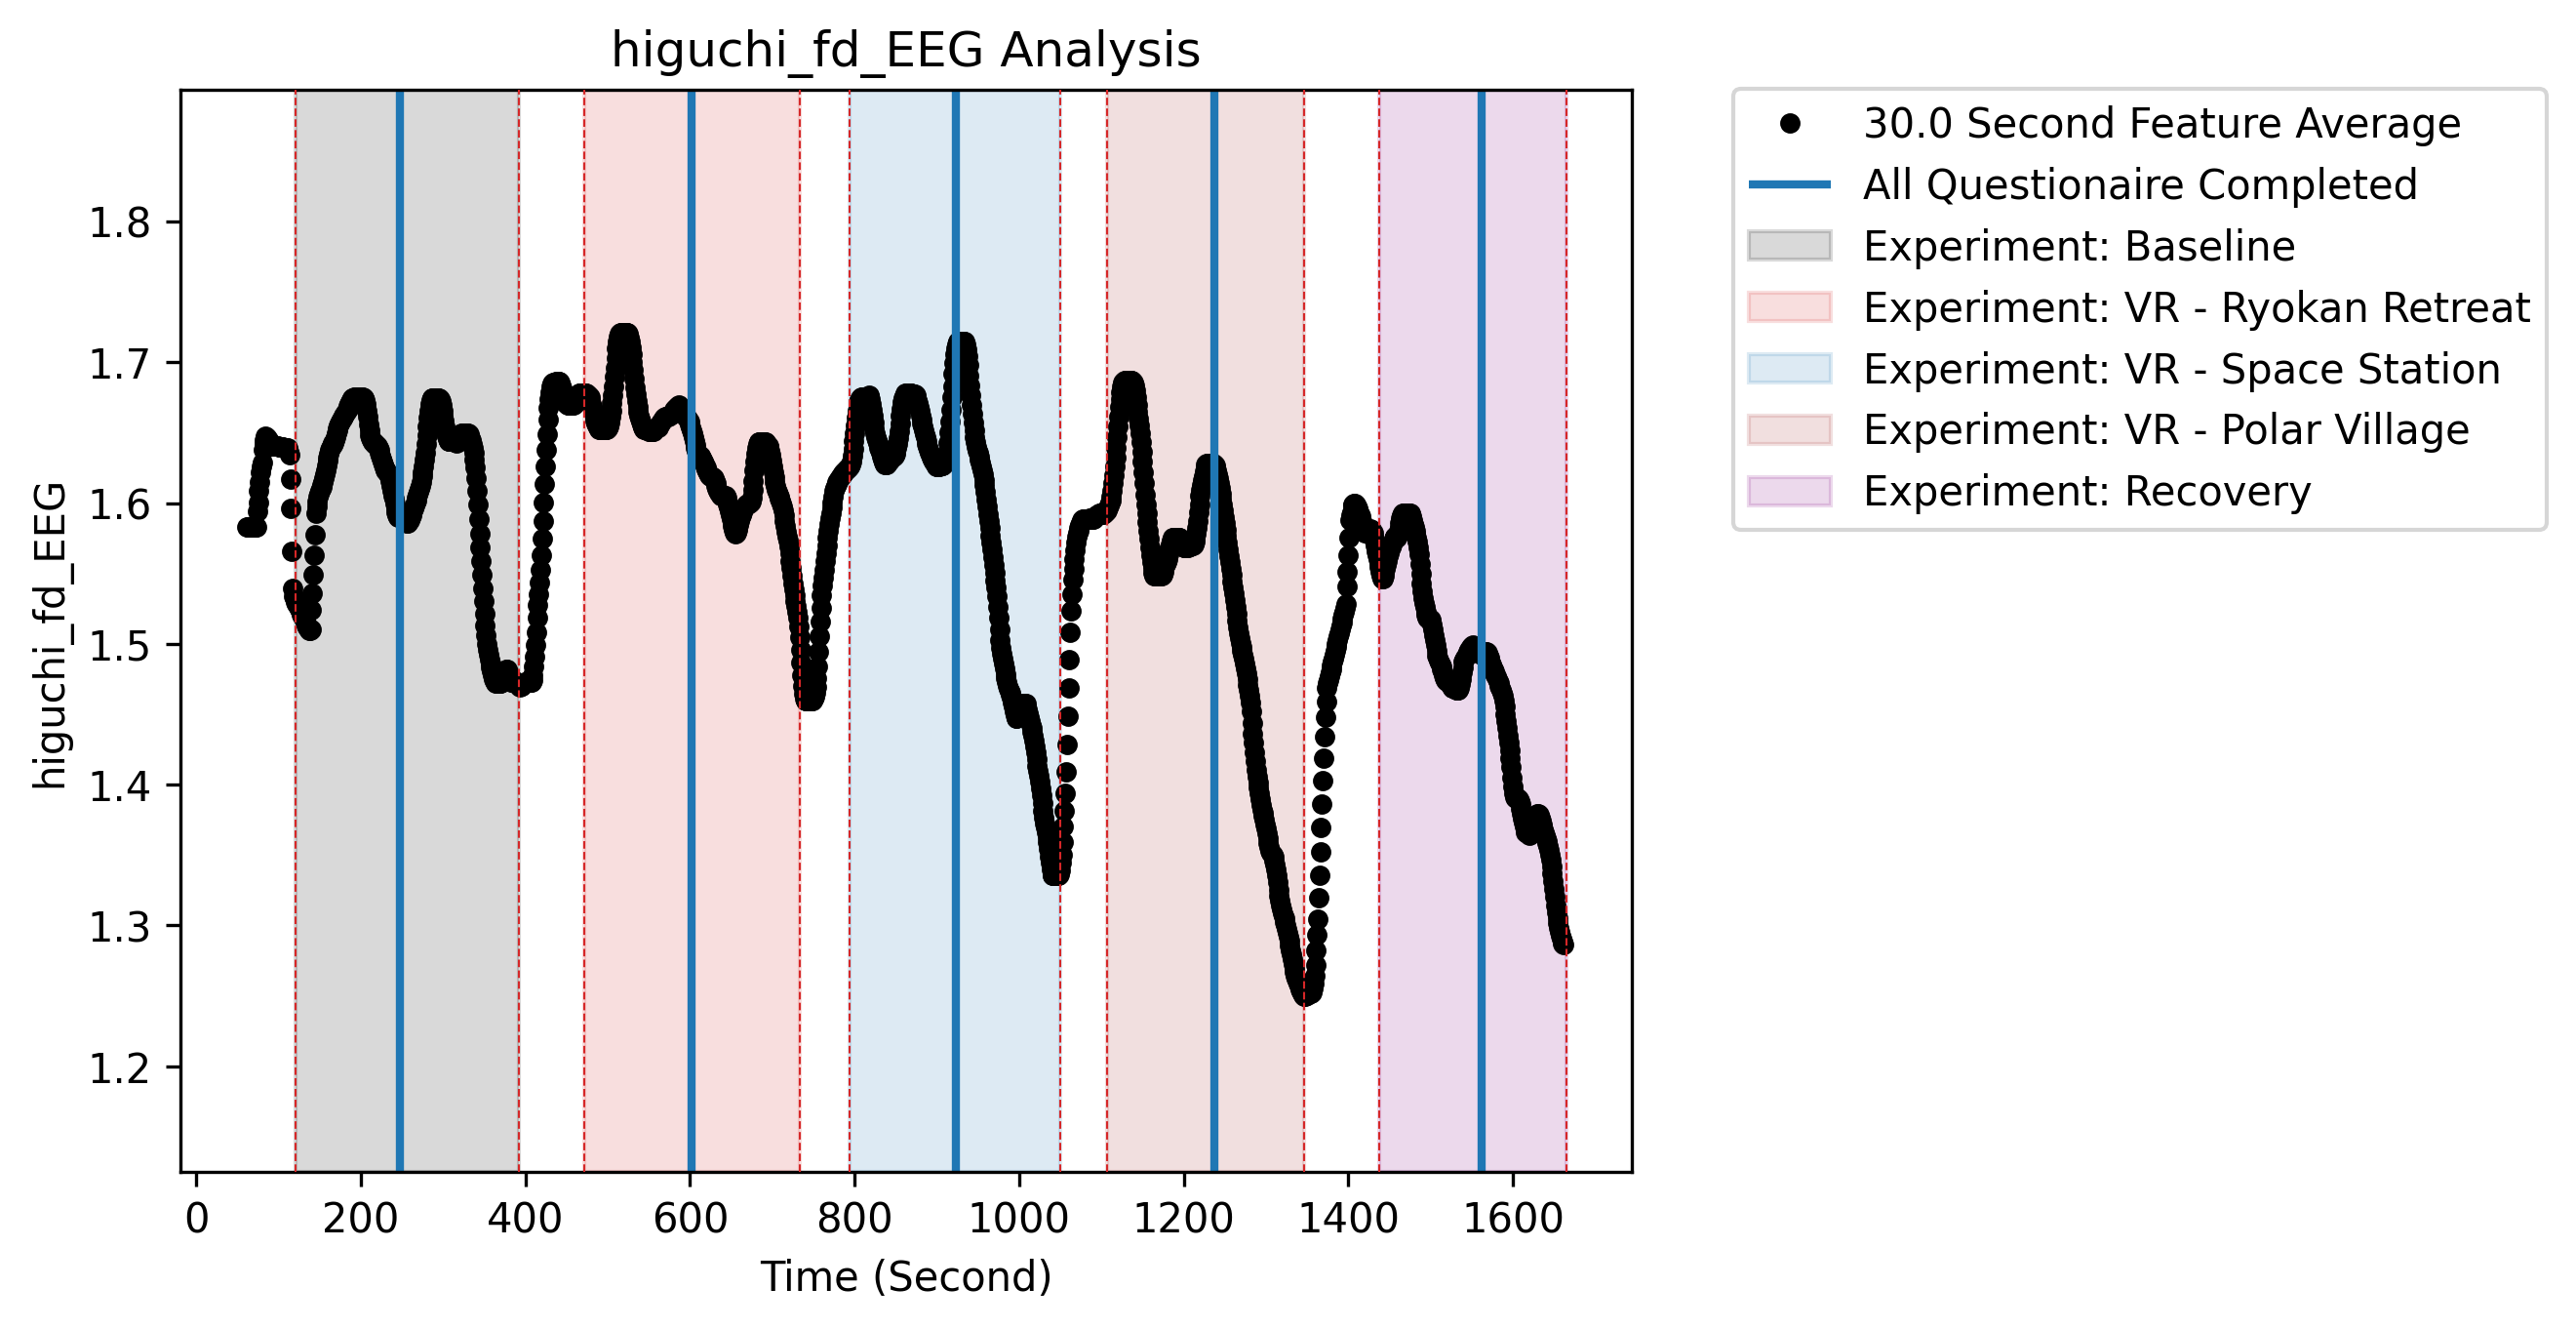 higuchi_fd_EEG Analysis
higuchi_fd_EEG
1.8
1.7
1.6
1.5
1.4
1.3
1.2
0 200 400 600 800 1000 1200 1400 1600
Time (Second)
30.0 Second Feature Average
All Questionaire Completed
Experiment: Baseline
Experiment: VR - Ryokan Retreat
Experiment: VR - Space Station
Experiment: VR - Polar Village
Experiment: Recovery